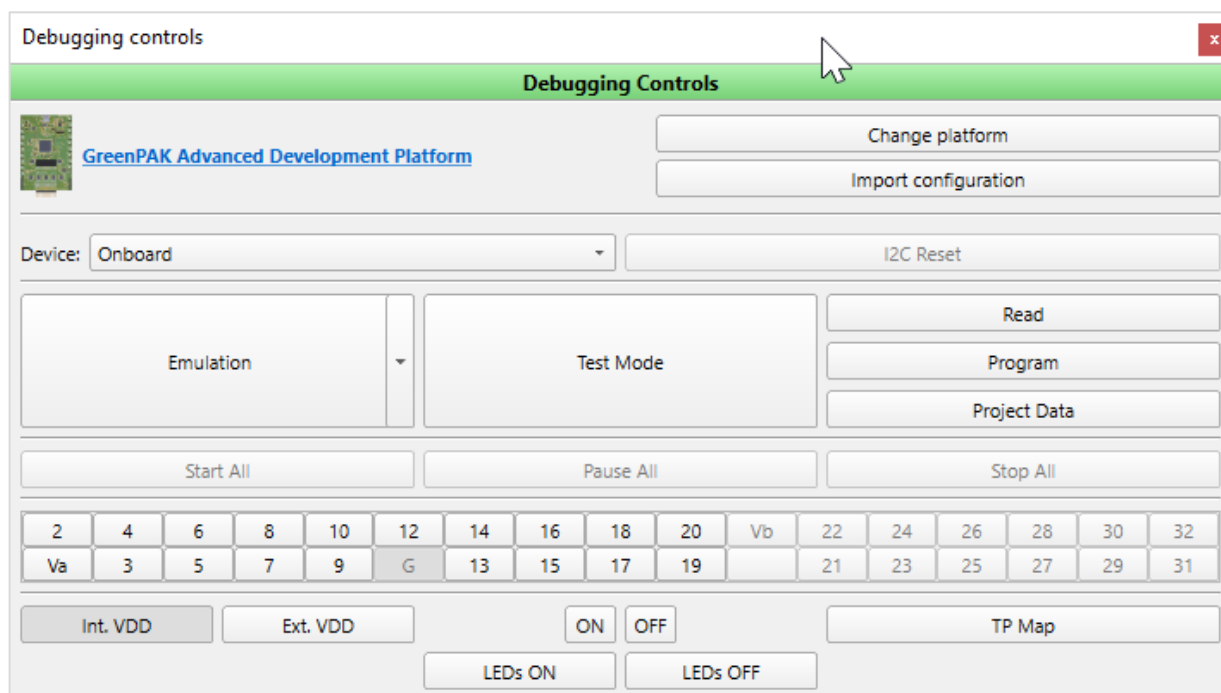 Debugging controls
x
Debugging Controls
GreenPAK Advanced Development Platform
Change platform
Import configuration
Device: Onboard I2C Reset
Emulation Test Mode
Read
Program
Project Data
Start All Pause All Stop All
2 4 6 8 10 12 14 16 18 20 Vb 22 24 26 28 30 32
Va 3 5 7 9 G 13 15 17 19 21 23 25 27 29 31
Int. VDD Ext. VDD ON OFF TP Map
LEDs ON LEDs OFF